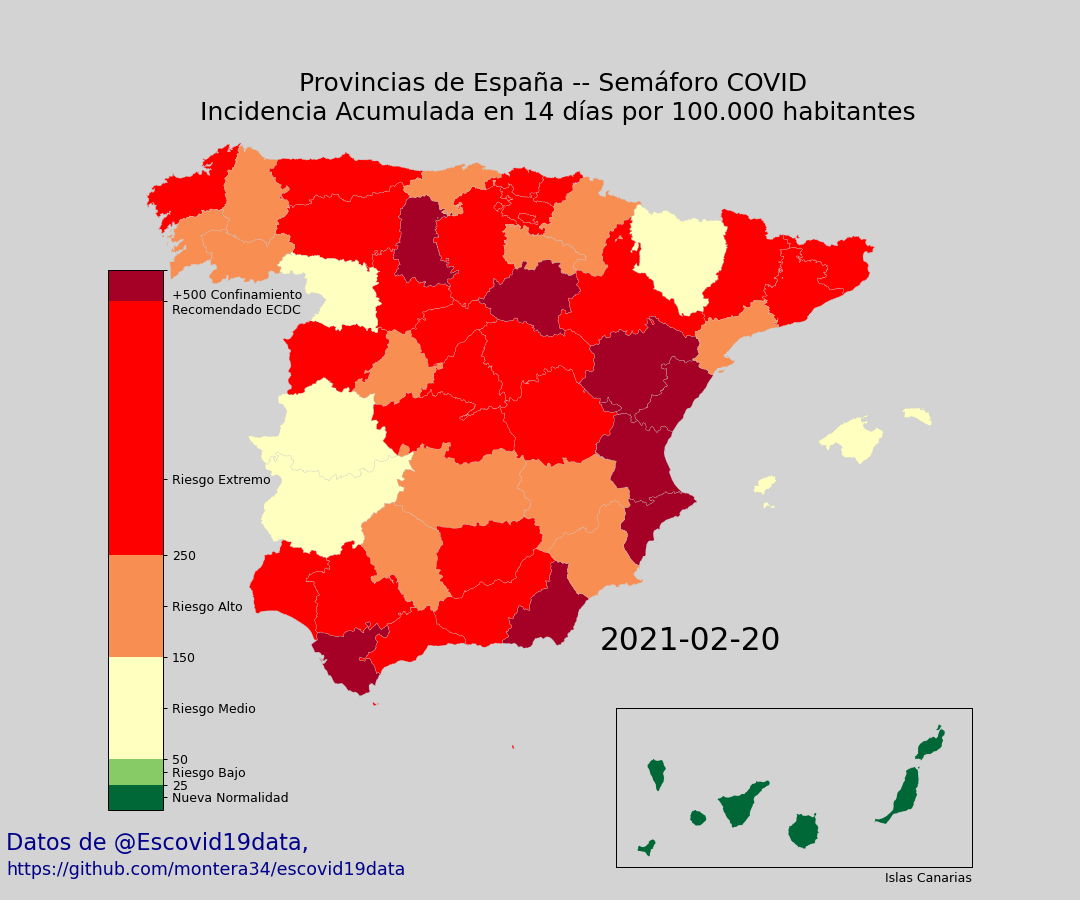 Provincias de España -- Semáforo COVID
Incidencia Acumulada en 14 días por 100.000 habitantes
+500 Confinamiento
Recomendado ECDC
Riesgo Extremo
250
Riesgo Alto
150
2021-02-20
Riesgo Medio
50
Riesgo Bajo
25
Nueva Normalidad
Datos de @Escovid19data,
https://github.com/montera34/escovid19data
Islas Canarias